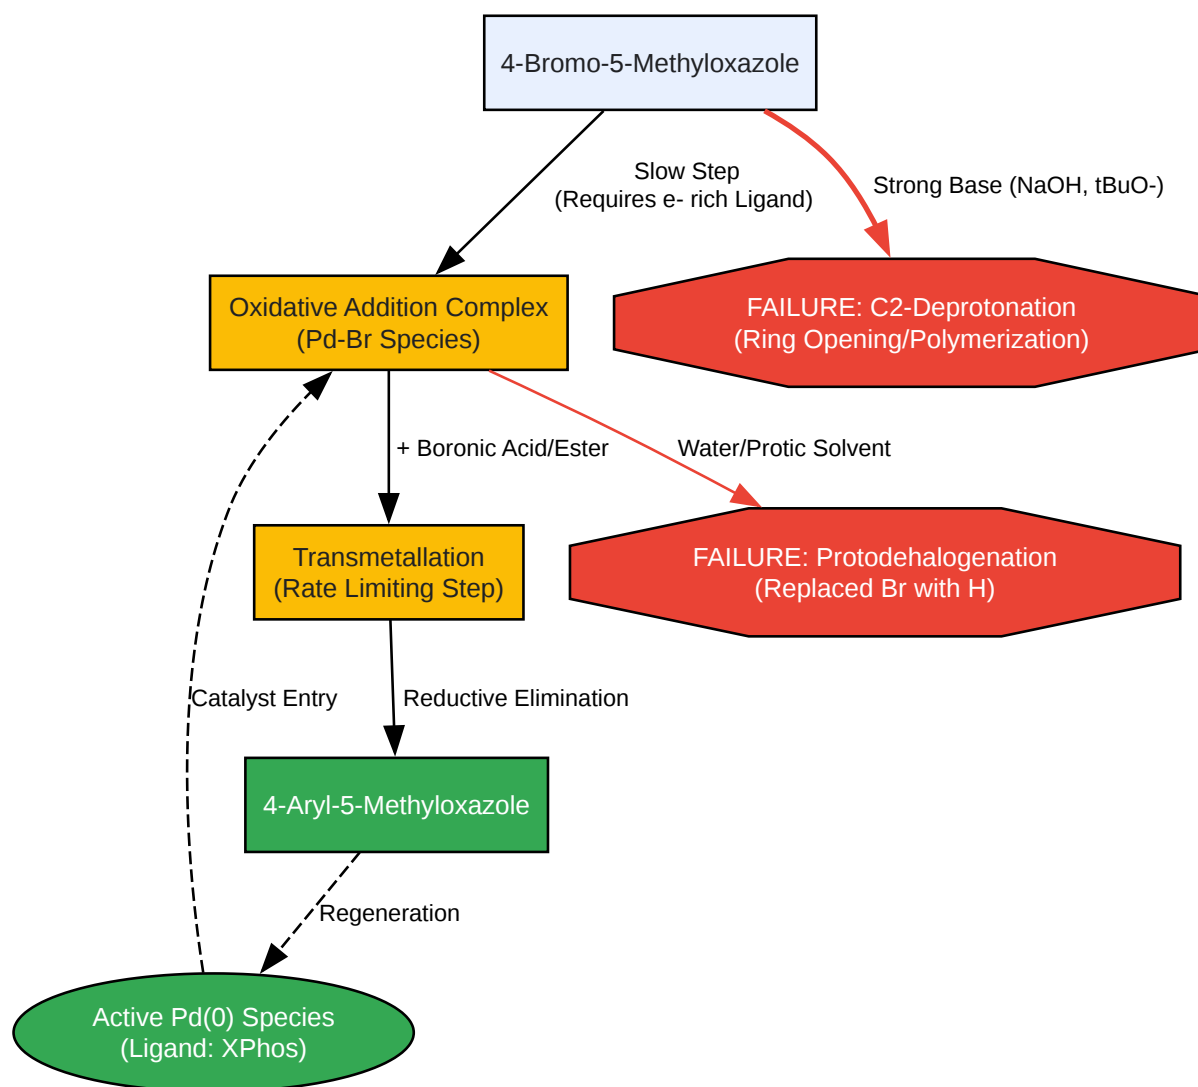 4-Bromo-5-Methyloxazole
Slow Step
(Requires e- rich Ligand)
Strong Base (NaOH, tBuO-)
Oxidative Addition Complex
(Pd-Br Species)
FAILURE: C2-Deprotonation
(Ring Opening/Polymerization)
+ Boronic Acid/Ester
Water/Protic Solvent
Transmetallation
(Rate Limiting Step)
FAILURE: Protodehalogenation
(Replaced Br with H)
Catalyst Entry
Reductive Elimination
4-Aryl-5-Methyloxazole
Regeneration
Active Pd(0) Species
(Ligand: XPhos)